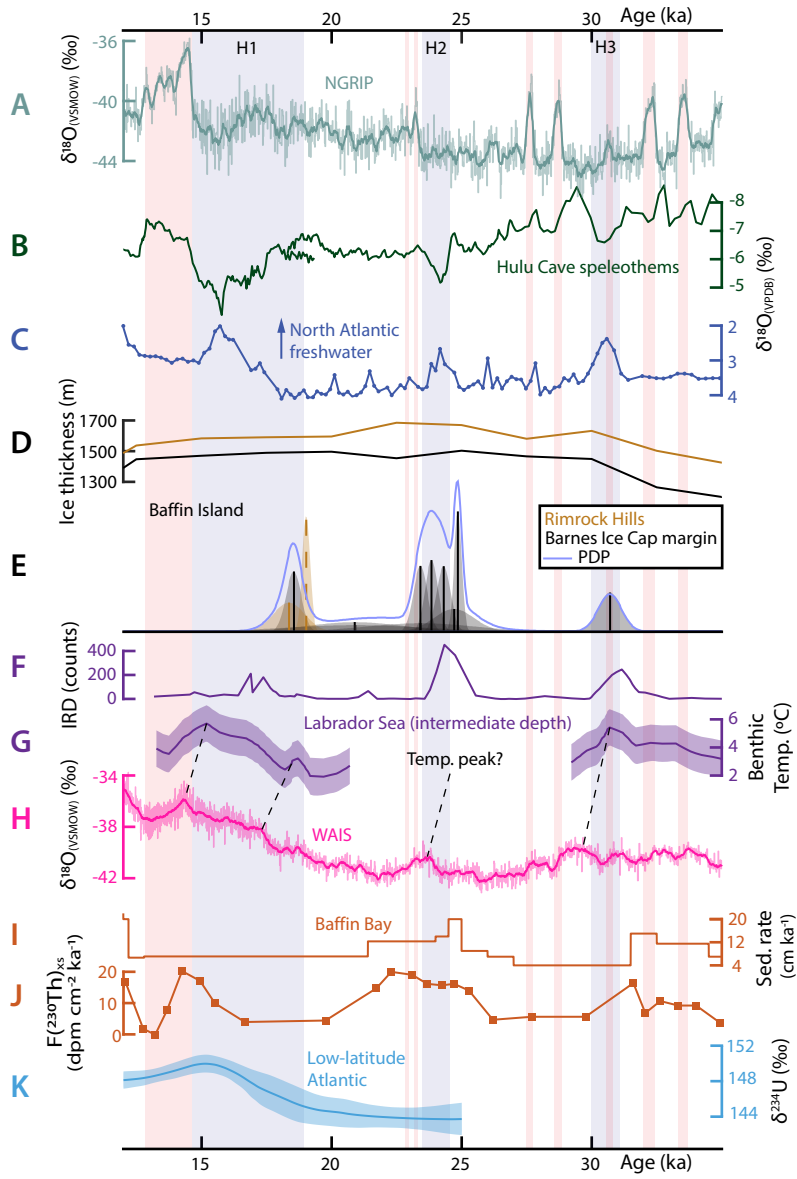 15 20 25 30 Age (ka)
H1 H2 H3
A
δ¹⁸O(VSMOW) (‰)
-36
-40
-44
NGRIP
B
-8
-7
-6
-5
Hulu Cave speleothems
δ¹⁸O(VPDB) (‰)
C
North Atlantic
freshwater
2
3
4
D
Ice thickness (m)
1700
1500
1300
E
Baffin Island
Rimrock Hills
Barnes Ice Cap margin
PDP
F
IRD (counts)
400
200
0
G
Labrador Sea (intermediate depth)
6
4
2
Benthic
Temp. (ºC)
Temp. peak?
H
δ¹⁸O(VSMOW) (‰)
-34
-38
-42
WAIS
I
Baffin Bay
20
12
4
Sed. rate
(cm ka⁻¹)
J
F(²³⁰Th)xs
(dpm cm⁻² ka⁻¹)
20
10
0
K
Low-latitude
Atlantic
152
148
144
δ²³⁴U (‰)
15 20 25 30 Age (ka)